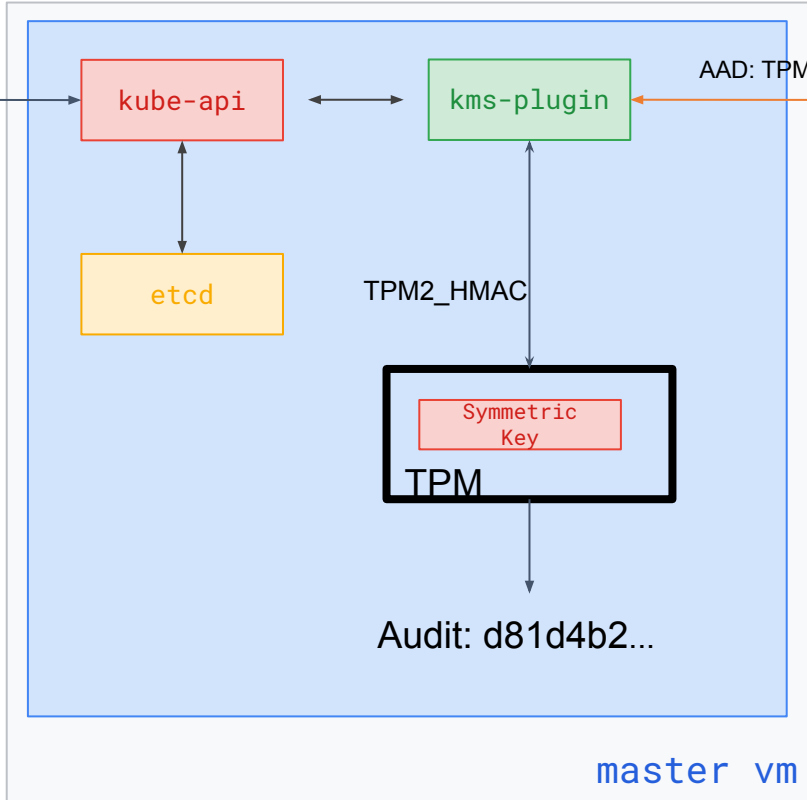 AAD: TPM
kube-api
kms-plugin
etcd
TPM2_HMAC
Symmetric
Key
TPM
Audit: d81d4b2...
master vm